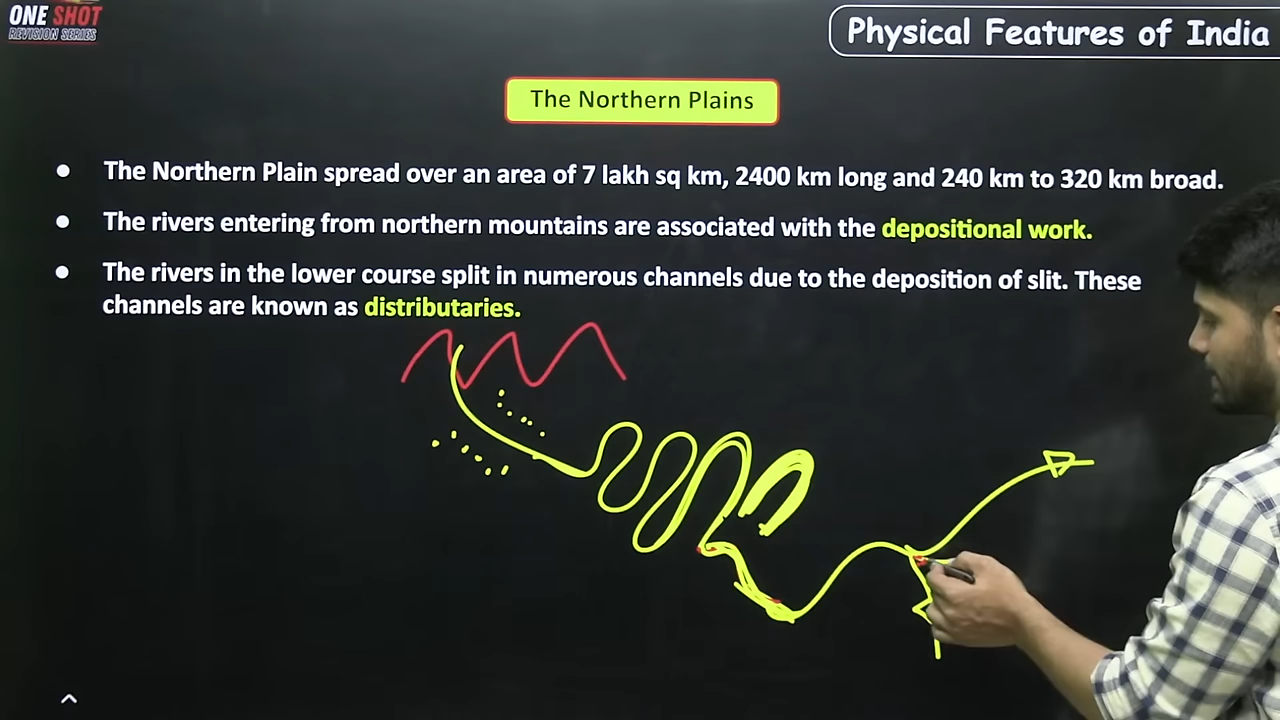 ONE SHOT
REVISION SERIES
Physical Features of India
The Northern Plains
The Northern Plain spread over an area of 7 lakh sq km, 2400 km long and 240 km to 320 km broad.
The rivers entering from northern mountains are associated with the depositional work.
The rivers in the lower course split in numerous channels due to the deposition of slit. These
channels are known as distributaries.